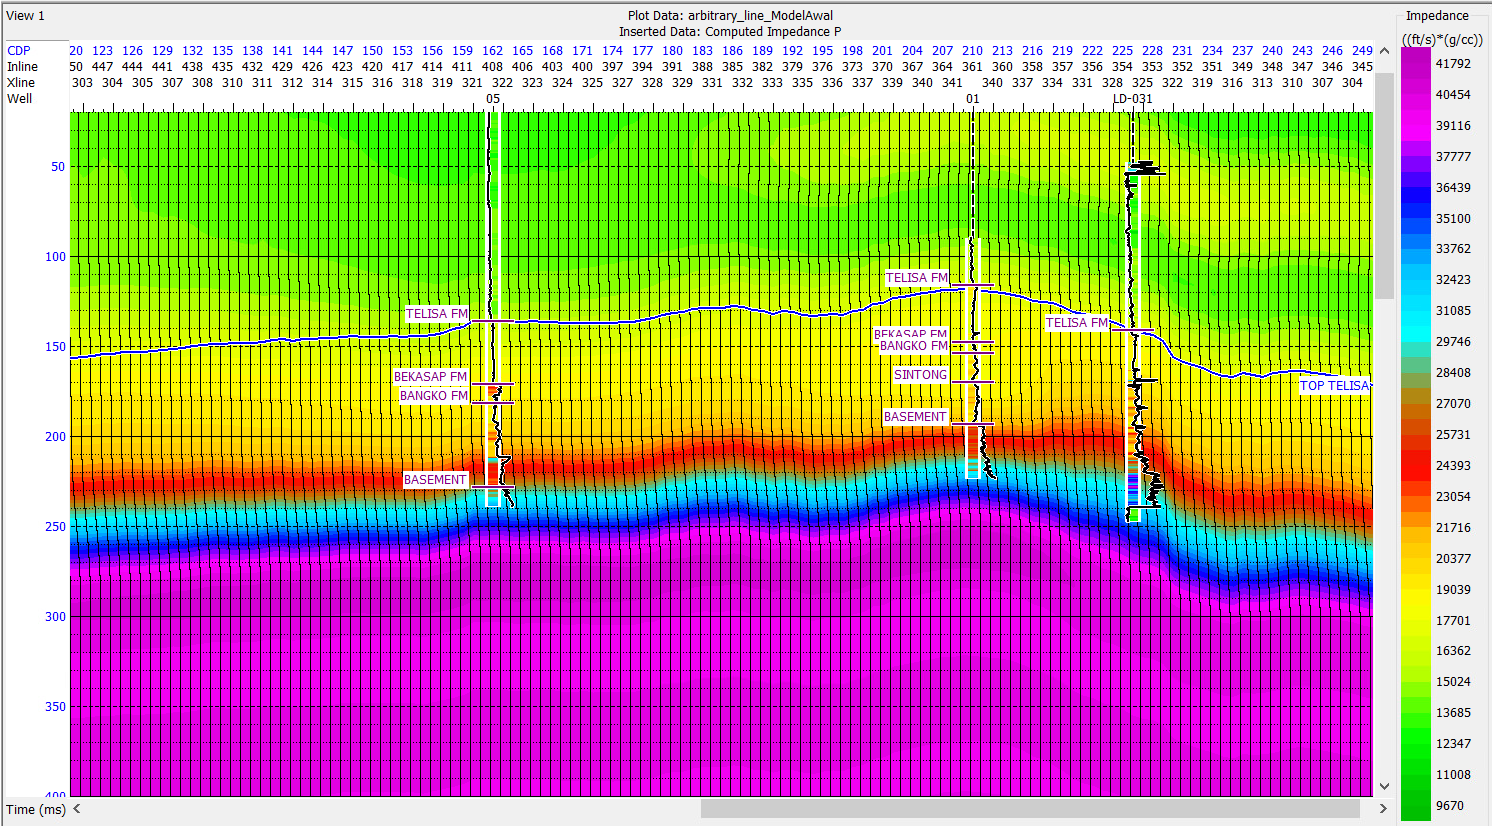 View 1
Plot Data: arbitrary_line_ModelAwal
Inserted Data: Computed Impedance P
Impedance
((ft/s)*(g/cc))
CDP 20 123 126 129 132 135 138 141 144 147 150 153 156 159 162 165 168 171 174 177 180 183 186 189 192 195 198 201 204 207 210 213 216 219 222 225 228 231 234 237 240 243 246 249
Inline 50 447 444 441 438 435 432 429 426 423 420 417 414 411 408 406 403 400 397 394 391 388 385 382 379 376 373 370 367 364 361 360 358 357 355 354 353 352 351 349 348 347 346 345
Xline 303 304 305 307 308 310 311 312 314 315 317 318 319 321 322 323 324 325 327 328 330 331 332 334 335 337 338 339 341 340 337 334 331 328 325 322 319 316 313 310 307 304
Well 05 01 LD-031
50
100
150
200
250
300
350
400
Time (ms)
TELISA FM
BEKASAP FM
BANGKO FM
BASEMENT
TELISA FM
BEKASAP FM
BANGKO FM
SINTONG
BASEMENT
TELISA FM
TOP TELISA
41792
40454
39116
37777
36439
35100
33762
32423
31085
29746
28408
27070
25731
24393
23054
21716
20377
19039
17701
16362
15024
13685
12347
11008
9670